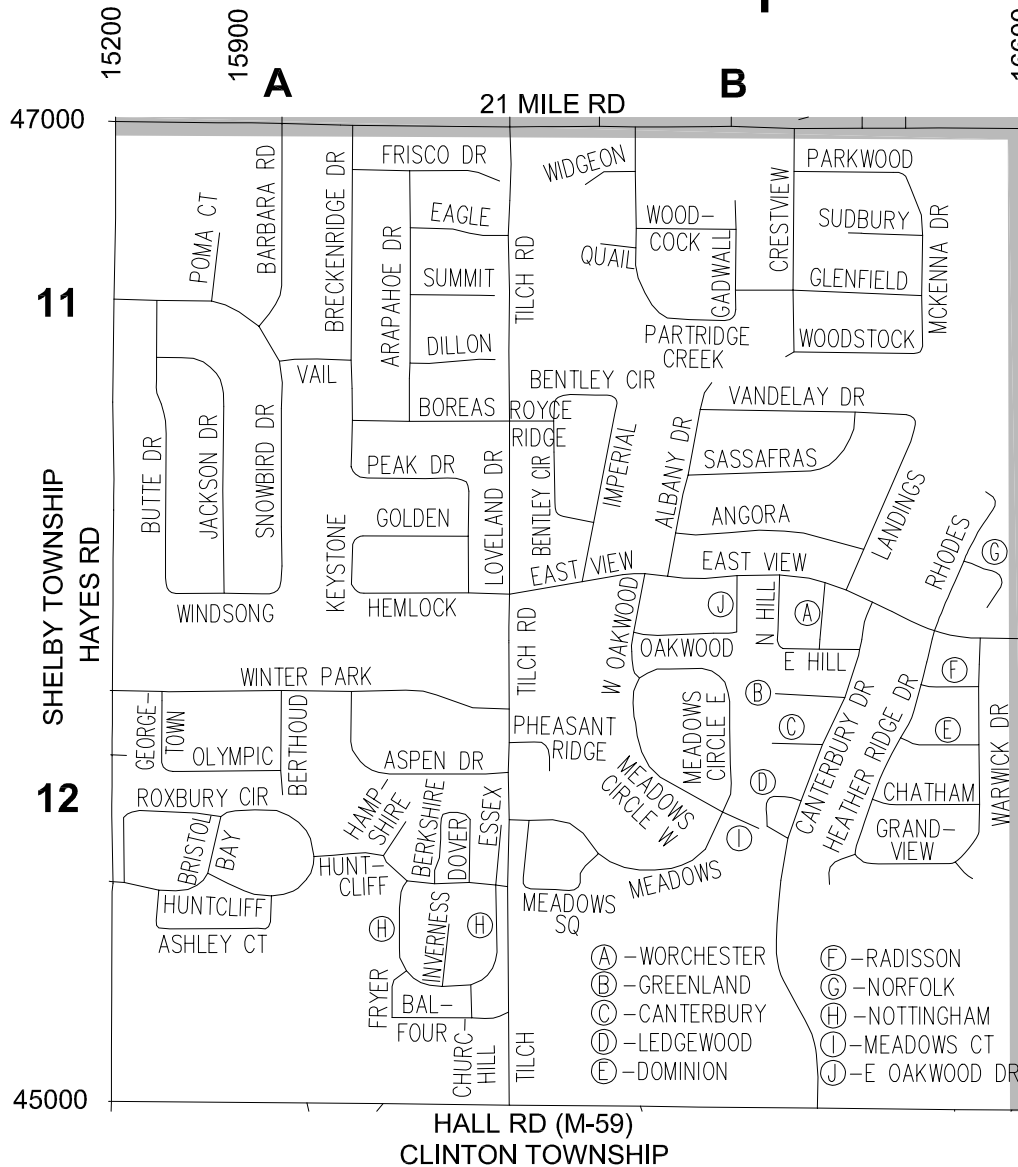 15200
15900
16600
A
B
21 MILE RD
47000
11
12
45000
SHELBY TOWNSHIP
HAYES RD
POMA CT
BARBARA RD
BRECKENRIDGE DR
FRISCO DR
ARAPAHOE DR
EAGLE
SUMMIT
DILLON
BOREAS
VAIL
TILCH RD
WIDGEON
WOOD-
COCK
QUAIL
GADWALL
PARTRIDGE
CREEK
CRESTVIEW
PARKWOOD
SUDBURY
GLENFIELD
WOODSTOCK
MCKENNA DR
BUTTE DR
JACKSON DR
SNOWBIRD DR
WINDSONG
PEAK DR
GOLDEN
KEYSTONE
HEMLOCK
LOVELAND DR
BENTLEY CIR
ROYCE
RIDGE
BENTLEY CIR
IMPERIAL
ALBANY DR
VANDELAY DR
SASSAFRAS
ANGORA
LANDINGS
RHODES
G
EAST VIEW
EAST VIEW
TILCH RD
W OAKWOOD
J
OAKWOOD
N HILL
A
E HILL
WINTER PARK
GEORGE-
TOWN
OLYMPIC
BERTHOUD
ASPEN DR
PHEASANT
RIDGE
MEADOWS
CIRCLE E
MEADOWS
CIRCLE W
B
C
D
I
CANTERBURY DR
HEATHER RIDGE DR
F
E
WARWICK DR
CHATHAM
GRAND-
VIEW
ROXBURY CIR
BRISTOL
BAY
HAMP-
SHIRE
HUNT-
CLIFF
BERKSHIRE
DOVER
ESSEX
HUNTCLIFF
ASHLEY CT
H
INVERNESS
H
FRYER
BAL-
FOUR
CHURC-
HILL
TILCH
MEADOWS
SQ
MEADOWS
A -WORCHESTER
B -GREENLAND
C -CANTERBURY
D -LEDGEWOOD
E -DOMINION
F -RADISSON
G -NORFOLK
H -NOTTINGHAM
I -MEADOWS CT
J -E OAKWOOD DR
HALL RD (M-59)
CLINTON TOWNSHIP